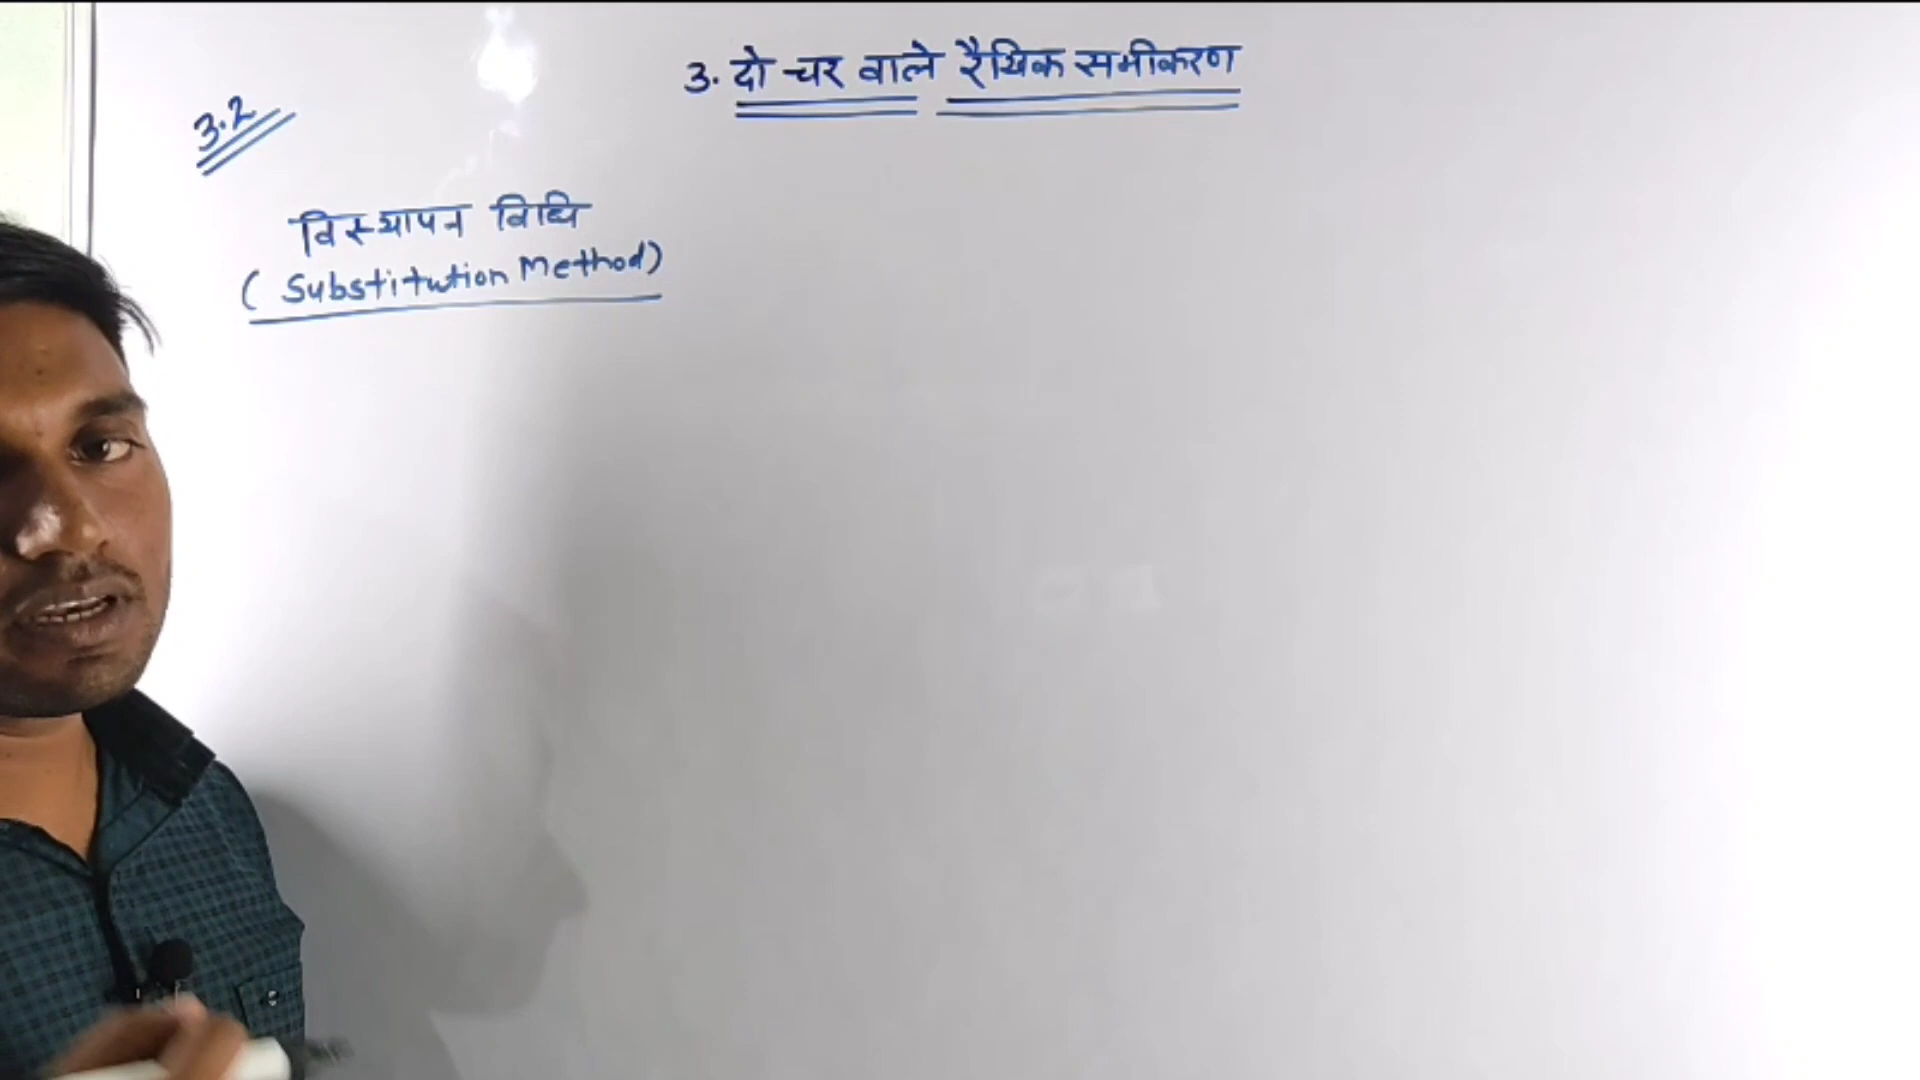 3. दो चर वाले रैखिक समीकरण
3.2
विस्थापन विधि
(Substitution Method)